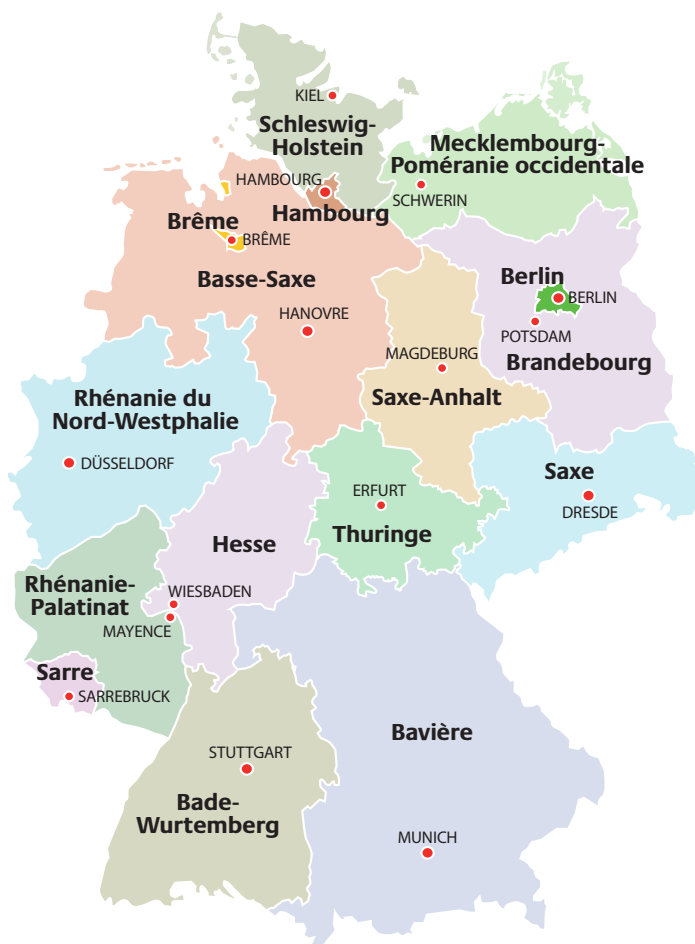 KIEL
Schleswig-
Holstein
Mecklembourg-
Poméranie occidentale
HAMBOURG
SCHWERIN
Hambourg
Brême
BRÊME
Basse-Saxe
Berlin
BERLIN
HANOVRE
POTSDAM
MAGDEBURG
Brandebourg
Rhénanie du
Nord-Westphalie
Saxe-Anhalt
DÜSSELDORF
Saxe
ERFURT
DRESDE
Thuringe
Hesse
Rhénanie-
Palatinat
WIESBADEN
MAYENCE
Sarre
SARREBRUCK
Bavière
STUTTGART
Bade-
Wurtemberg
MUNICH